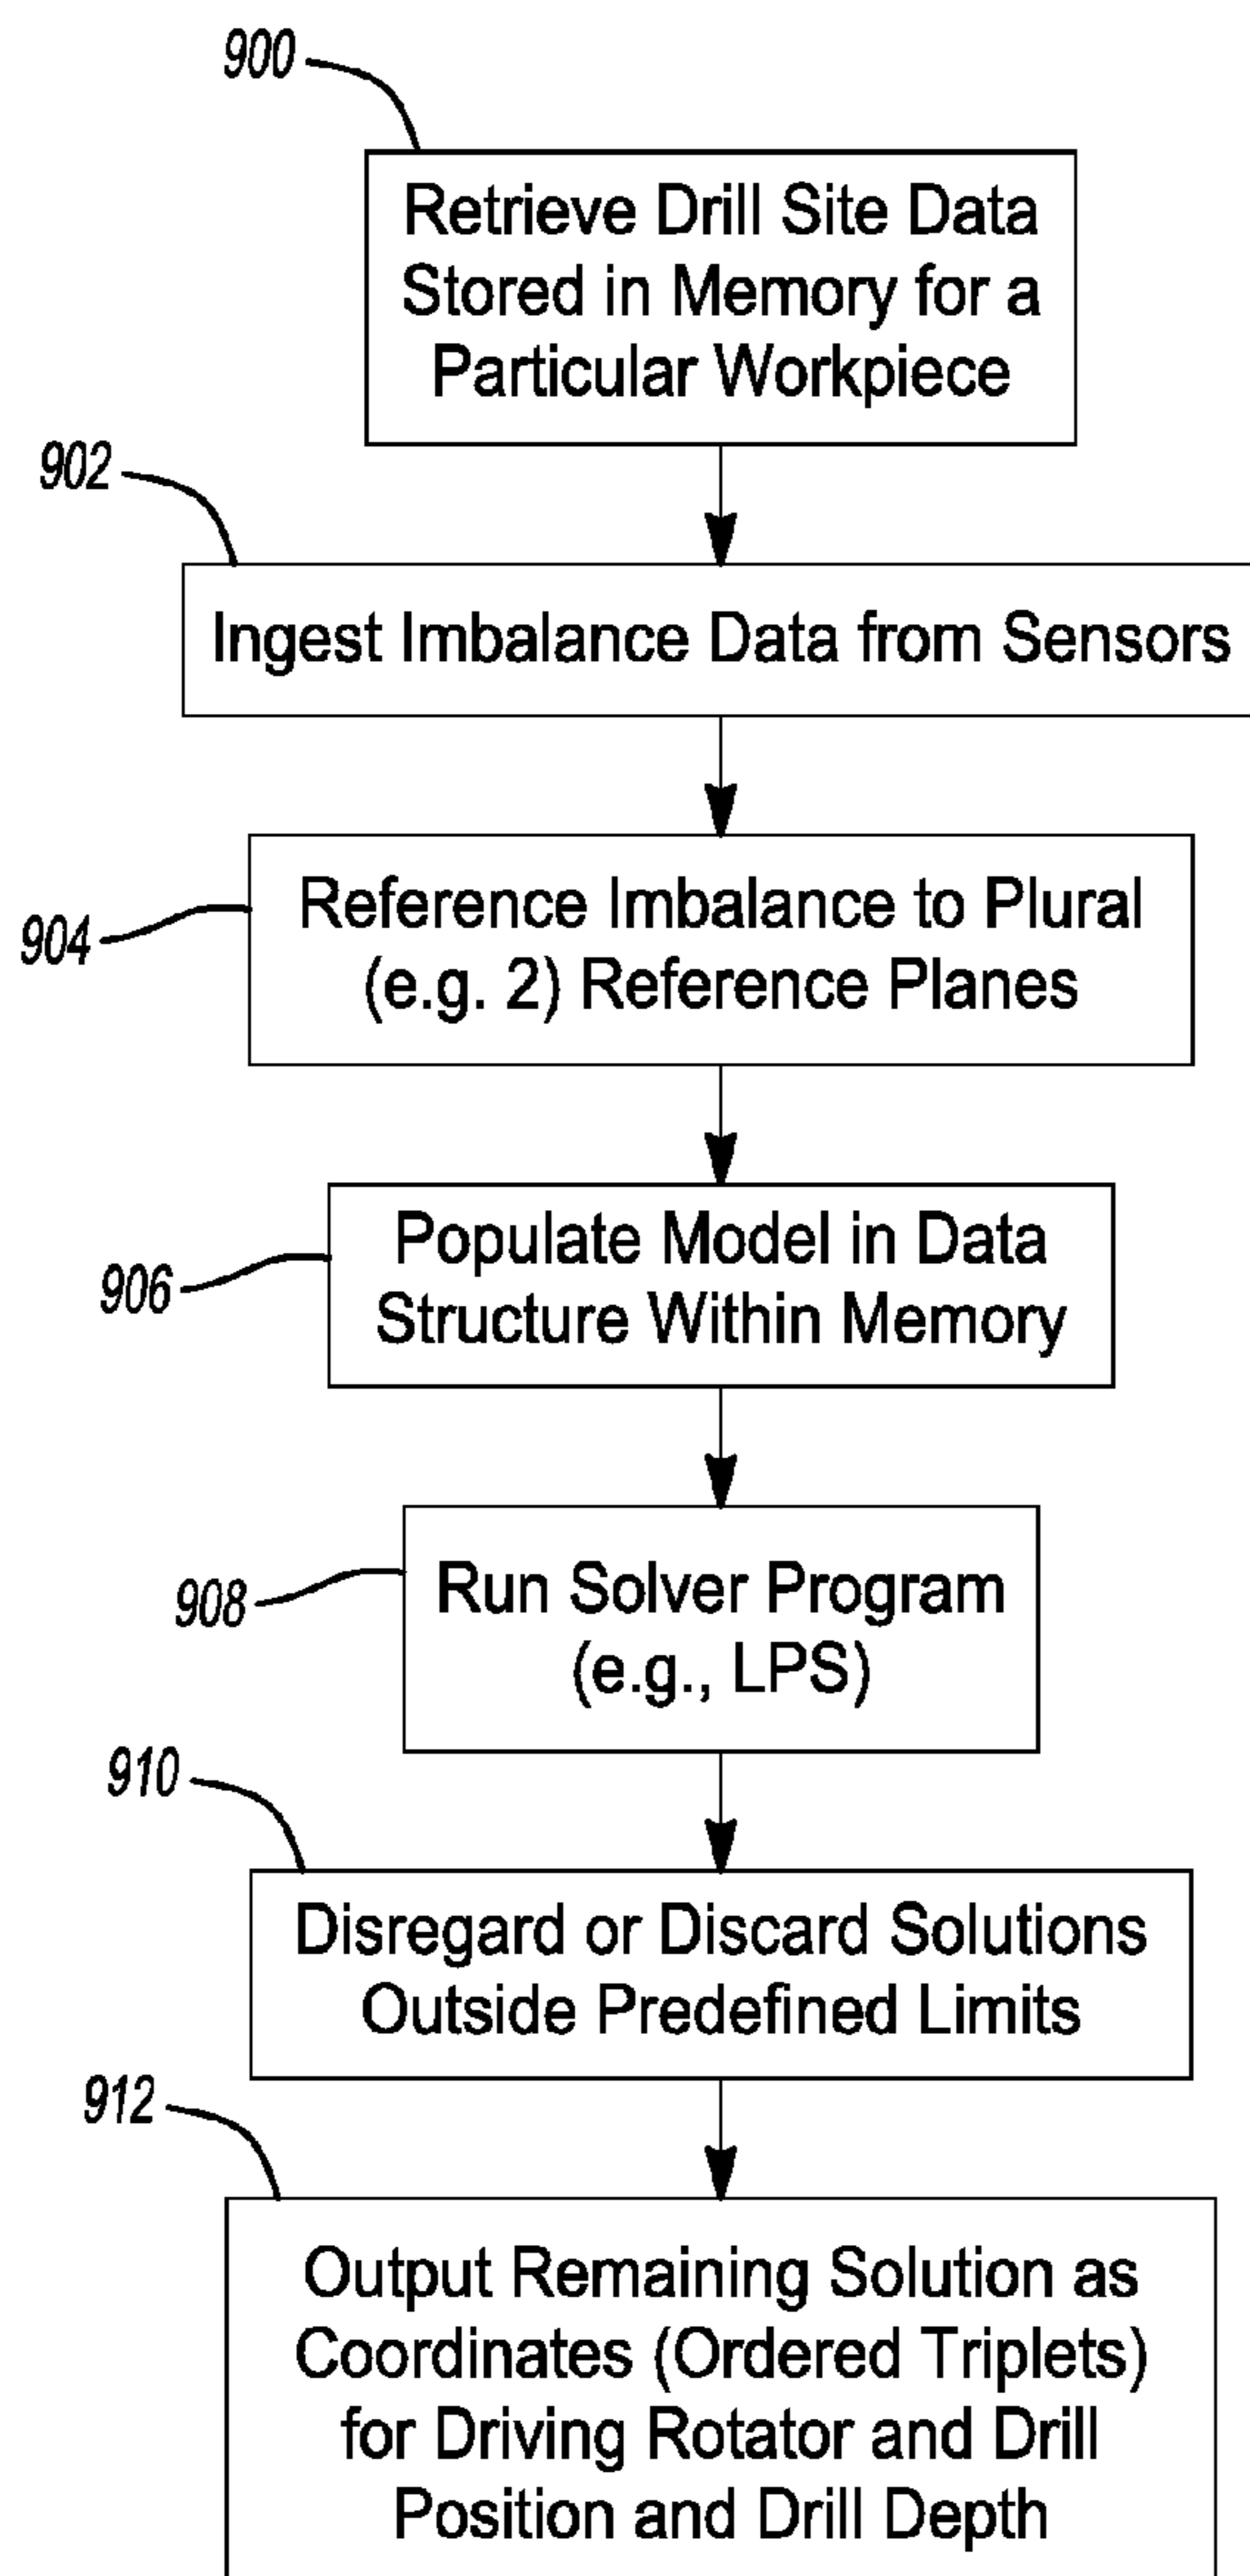 900
Retrieve Drill Site Data
Stored in Memory for a
Particular Workpiece
902
Ingest Imbalance Data from Sensors
904
Reference Imbalance to Plural
(e.g. 2) Reference Planes
906
Populate Model in Data
Structure Within Memory
908
Run Solver Program
(e.g., LPS)
910
Disregard or Discard Solutions
Outside Predefined Limits
912
Output Remaining Solution as
Coordinates (Ordered Triplets)
for Driving Rotator and Drill
Position and Drill Depth